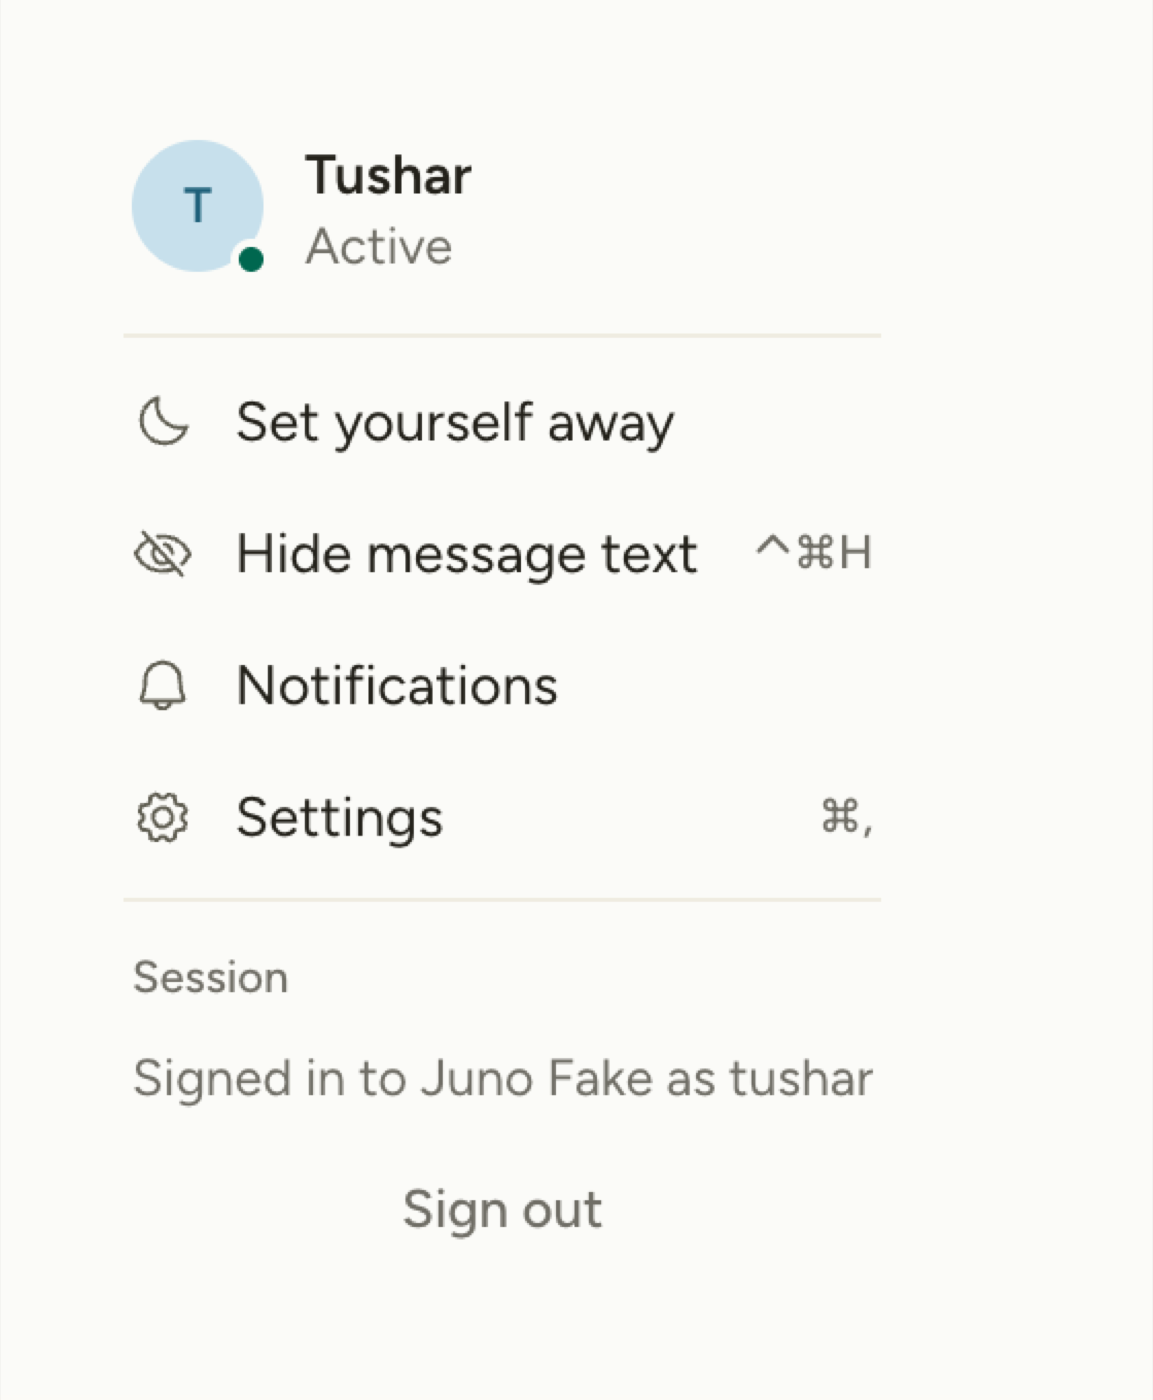 T
Tushar
Active
Set yourself away
Hide message text ^⌘H
Notifications
Settings ⌘,
Session
Signed in to Juno Fake as tushar
Sign out